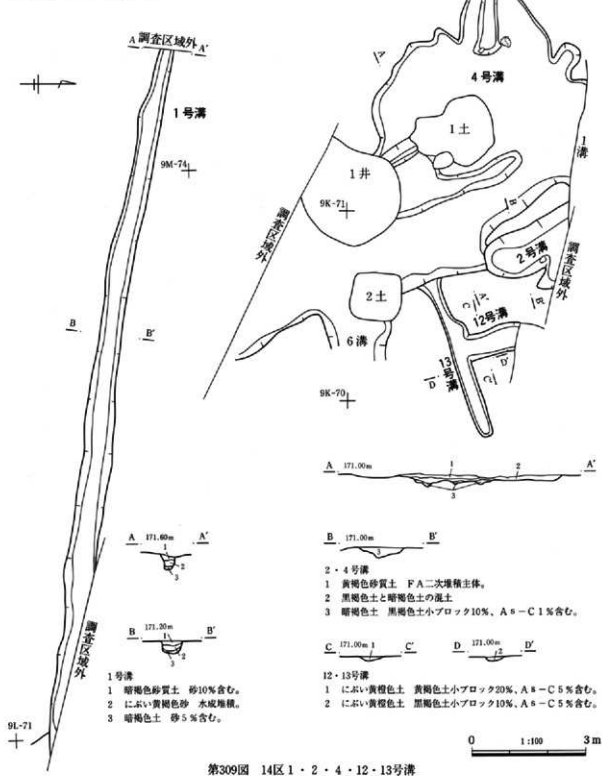 調査区域外
A A'
1号溝
9M-74
B B'
調査区域外
9L-71
A 171.60m A'
1
2
3
B 171.20m B'
1
2
3
1号溝
1 暗褐色砂質土 砂10%含む。
2 にぶい黄褐色砂 水成堆積。
3 暗褐色土 砂5%含む。
ア
4号溝
1土
1溝
1井
9K-71
調査区域外
B
2号溝
調査区域外
2土
C A' B'
12号溝
6溝
13号溝
D D'
C'
9K-70
A 171.00m 1 2 A'
3
B 171.00m B'
3
2・4号溝
1 黄褐色砂質土 FA二次堆積主体。
2 黒褐色土と暗褐色土の混土
3 暗褐色土 黒褐色土小ブロック10%、As-C1%含む。
C 171.00m 1 C' D 171.00m D'
2
12・13号溝
1 にぶい黄橙色土 黄褐色土小ブロック20%、As-C5%含む。
2 にぶい黄橙色土 黒褐色土小ブロック10%、As-C5%含む。
0 1:100 3m
第309図 14区1・2・4・12・13号溝